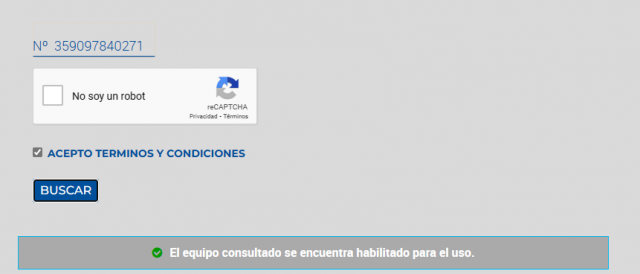 Nº 359097840271
No soy un robot
reCAPTCHA
Privacidad - Términos
ACEPTO TERMINOS Y CONDICIONES
BUSCAR
El equipo consultado se encuentra habilitado para el uso.